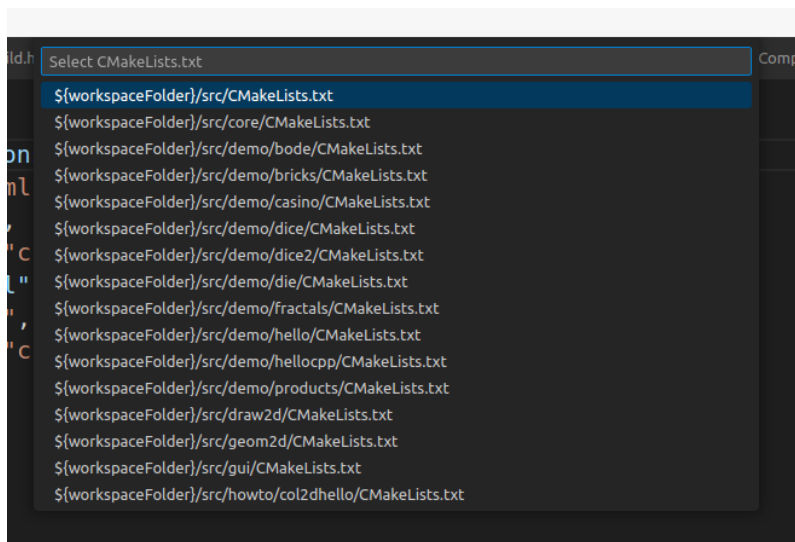 Select CMakeLists.txt
${workspaceFolder}/src/CMakeLists.txt
${workspaceFolder}/src/core/CMakeLists.txt
${workspaceFolder}/src/demo/bode/CMakeLists.txt
${workspaceFolder}/src/demo/bricks/CMakeLists.txt
${workspaceFolder}/src/demo/casino/CMakeLists.txt
${workspaceFolder}/src/demo/dice/CMakeLists.txt
${workspaceFolder}/src/demo/dice2/CMakeLists.txt
${workspaceFolder}/src/demo/die/CMakeLists.txt
${workspaceFolder}/src/demo/fractals/CMakeLists.txt
${workspaceFolder}/src/demo/hello/CMakeLists.txt
${workspaceFolder}/src/demo/hellocpp/CMakeLists.txt
${workspaceFolder}/src/demo/products/CMakeLists.txt
${workspaceFolder}/src/draw2d/CMakeLists.txt
${workspaceFolder}/src/geom2d/CMakeLists.txt
${workspaceFolder}/src/gui/CMakeLists.txt
${workspaceFolder}/src/howto/col2dhello/CMakeLists.txt